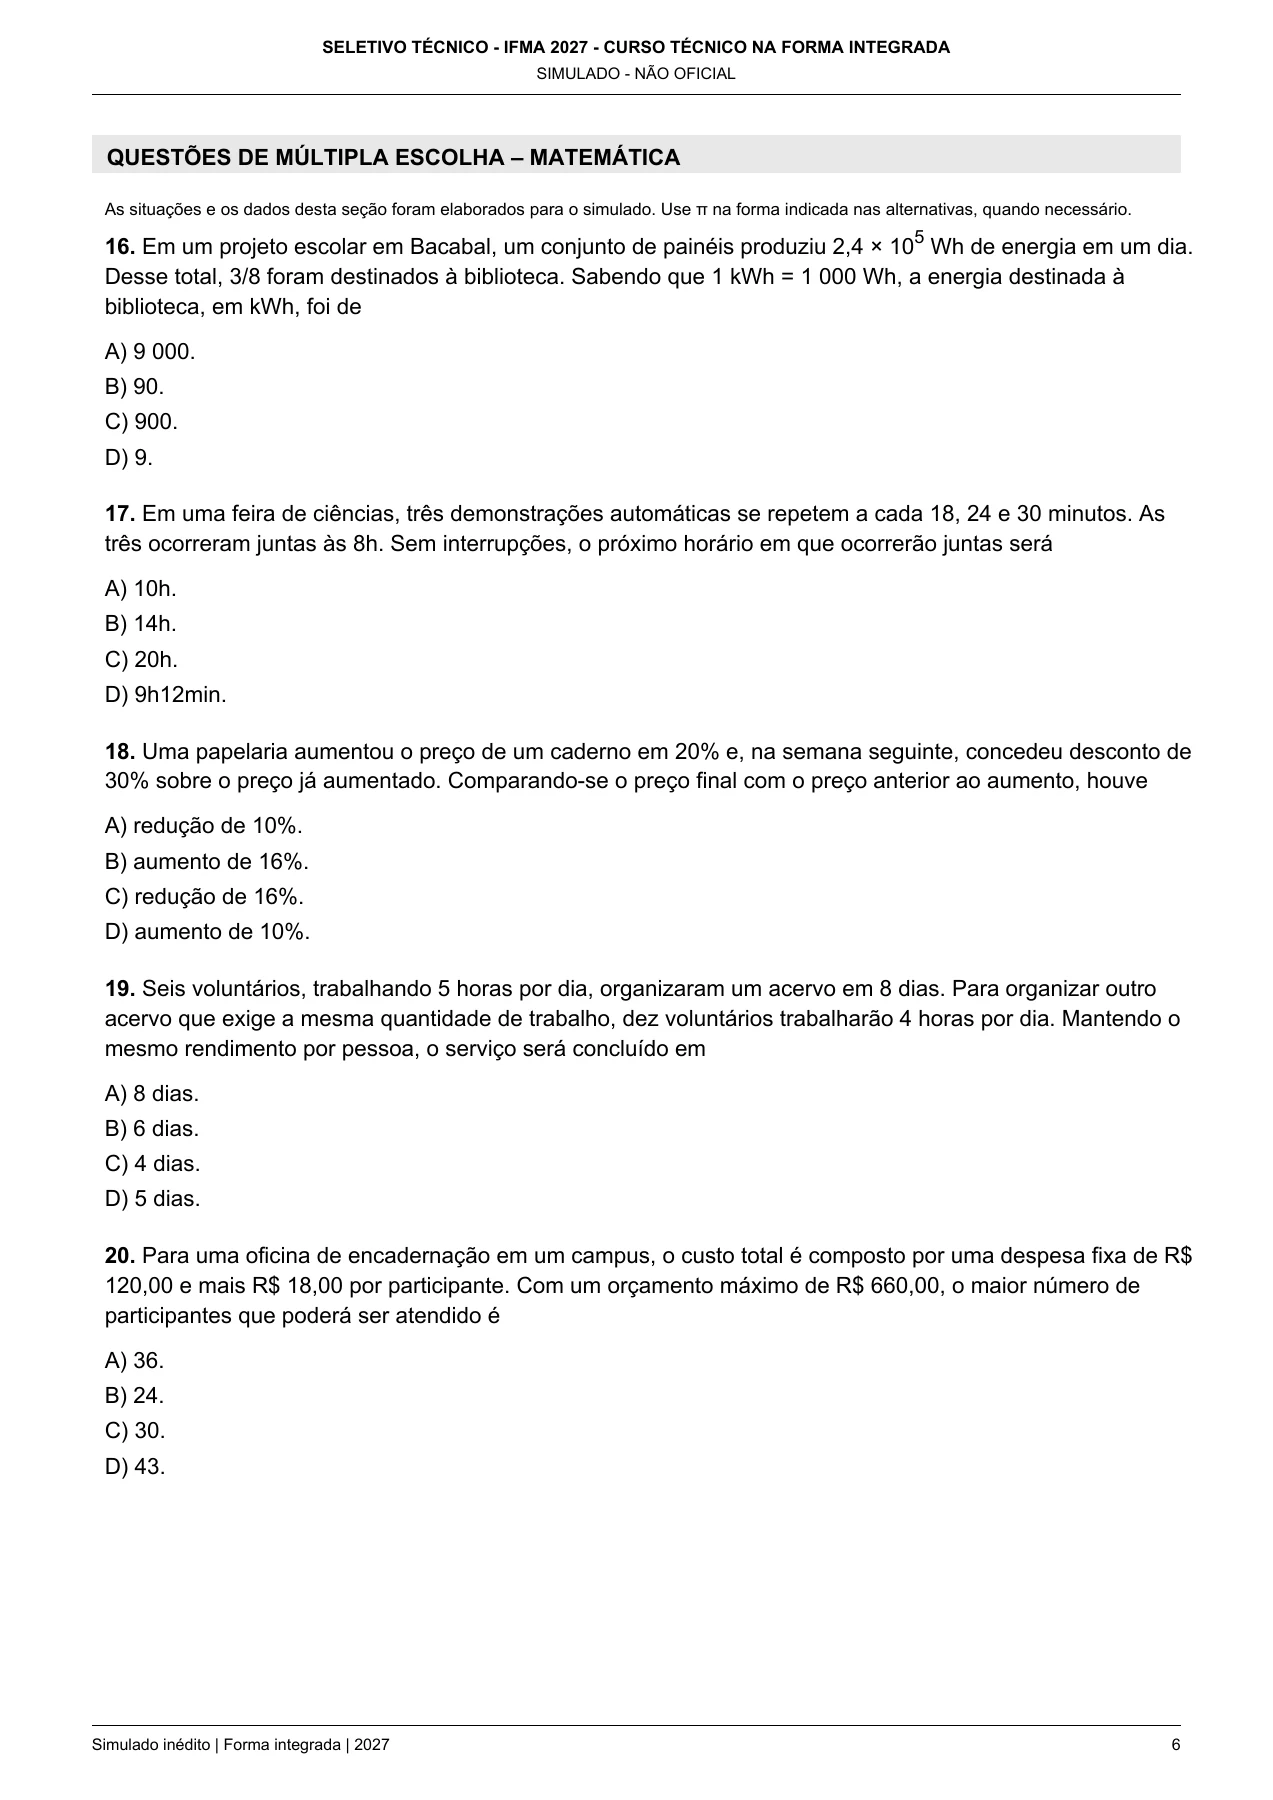 SELETIVO TÉCNICO - IFMA 2027 - CURSO TÉCNICO NA FORMA INTEGRADA
SIMULADO - NÃO OFICIAL
QUESTÕES DE MÚLTIPLA ESCOLHA – MATEMÁTICA
As situações e os dados desta seção foram elaborados para o simulado. Use π na forma indicada nas alternativas, quando necessário.
16. Em um projeto escolar em Bacabal, um conjunto de painéis produziu 2,4 × 10⁵ Wh de energia em um dia.
Desse total, 3/8 foram destinados à biblioteca. Sabendo que 1 kWh = 1 000 Wh, a energia destinada à
biblioteca, em kWh, foi de
A) 9 000.
B) 90.
C) 900.
D) 9.
17. Em uma feira de ciências, três demonstrações automáticas se repetem a cada 18, 24 e 30 minutos. As
três ocorreram juntas às 8h. Sem interrupções, o próximo horário em que ocorrerão juntas será
A) 10h.
B) 14h.
C) 20h.
D) 9h12min.
18. Uma papelaria aumentou o preço de um caderno em 20% e, na semana seguinte, concedeu desconto de
30% sobre o preço já aumentado. Comparando-se o preço final com o preço anterior ao aumento, houve
A) redução de 10%.
B) aumento de 16%.
C) redução de 16%.
D) aumento de 10%.
19. Seis voluntários, trabalhando 5 horas por dia, organizaram um acervo em 8 dias. Para organizar outro
acervo que exige a mesma quantidade de trabalho, dez voluntários trabalharão 4 horas por dia. Mantendo o
mesmo rendimento por pessoa, o serviço será concluído em
A) 8 dias.
B) 6 dias.
C) 4 dias.
D) 5 dias.
20. Para uma oficina de encadernação em um campus, o custo total é composto por uma despesa fixa de R$
120,00 e mais R$ 18,00 por participante. Com um orçamento máximo de R$ 660,00, o maior número de
participantes que poderá ser atendido é
A) 36.
B) 24.
C) 30.
D) 43.
Simulado inédito | Forma integrada | 2027
6